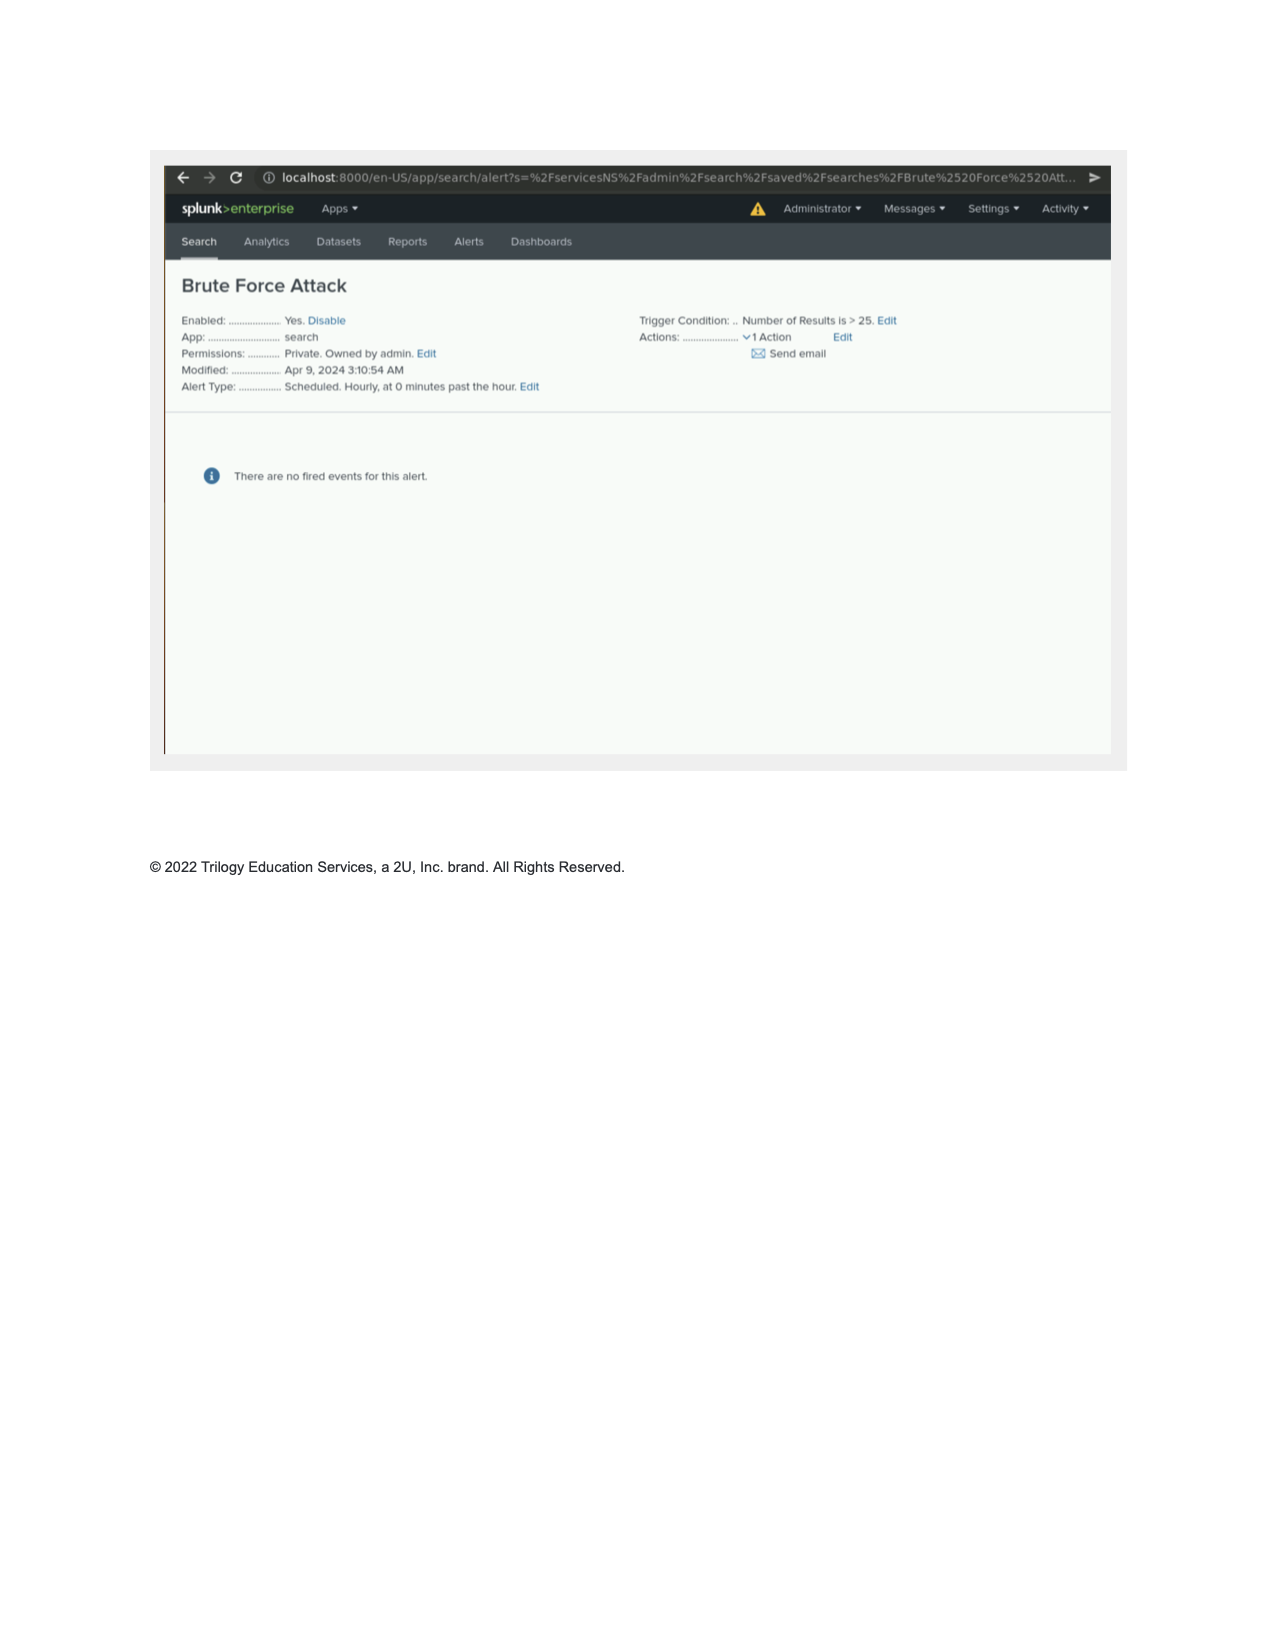 localhost:8000/en-US/app/search/alert?s=%2FservicesNS%2Fadmin%2Fsearch%2Fsaved%2Fsearches%2FBrute%2520Force%2520Att...
splunk>enterprise Apps Administrator Messages Settings Activity
Search Analytics Datasets Reports Alerts Dashboards
Brute Force Attack
Enabled: ................... Yes. Disable
App: .......................... search
Permissions: ............ Private. Owned by admin. Edit
Modified: .................. Apr 9, 2024 3:10:54 AM
Alert Type: ............... Scheduled. Hourly, at 0 minutes past the hour. Edit
Trigger Condition: .. Number of Results is > 25. Edit
Actions: .................... 1 Action Edit
Send email
There are no fired events for this alert.
© 2022 Trilogy Education Services, a 2U, Inc. brand. All Rights Reserved.